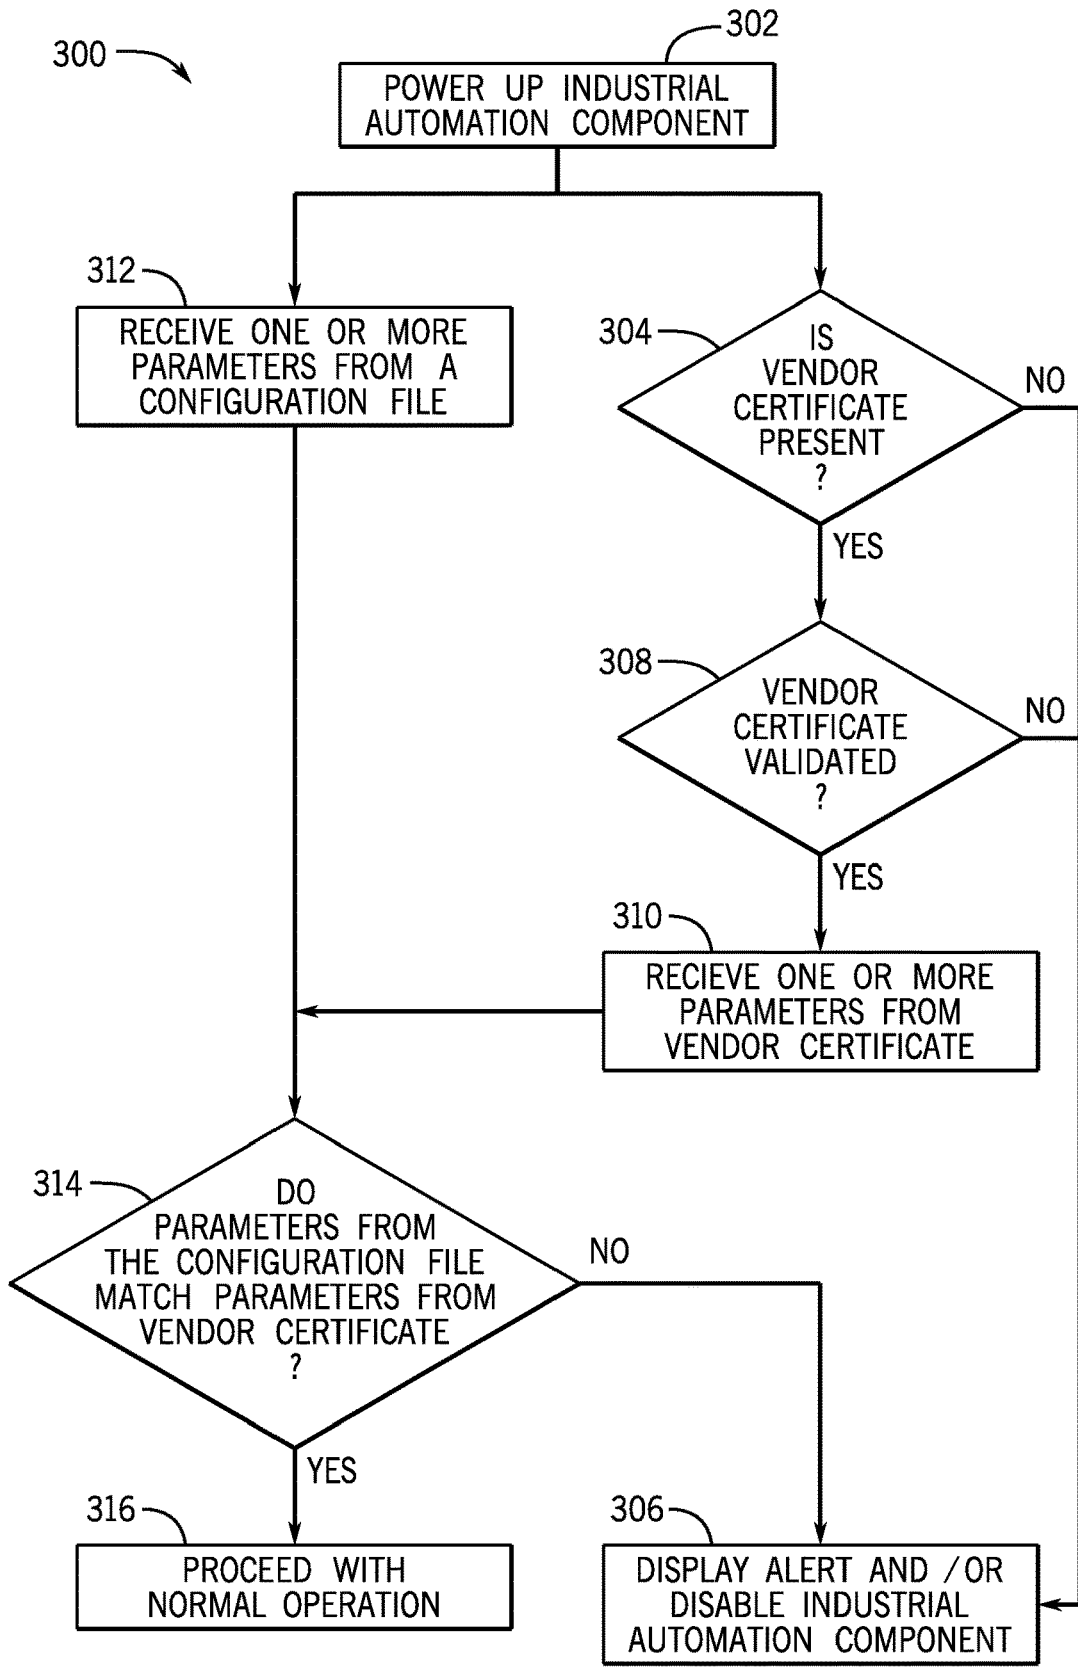 300
302
POWER UP INDUSTRIAL
AUTOMATION COMPONENT
312
RECEIVE ONE OR MORE
PARAMETERS FROM A
CONFIGURATION FILE
304
IS
VENDOR
CERTIFICATE
PRESENT
?
NO
YES
308
VENDOR
CERTIFICATE
VALIDATED
?
NO
YES
310
RECIEVE ONE OR MORE
PARAMETERS FROM
VENDOR CERTIFICATE
314
DO
PARAMETERS FROM
THE CONFIGURATION FILE
MATCH PARAMETERS FROM
VENDOR CERTIFICATE
?
NO
YES
316
PROCEED WITH
NORMAL OPERATION
306
DISPLAY ALERT AND /OR
DISABLE INDUSTRIAL
AUTOMATION COMPONENT